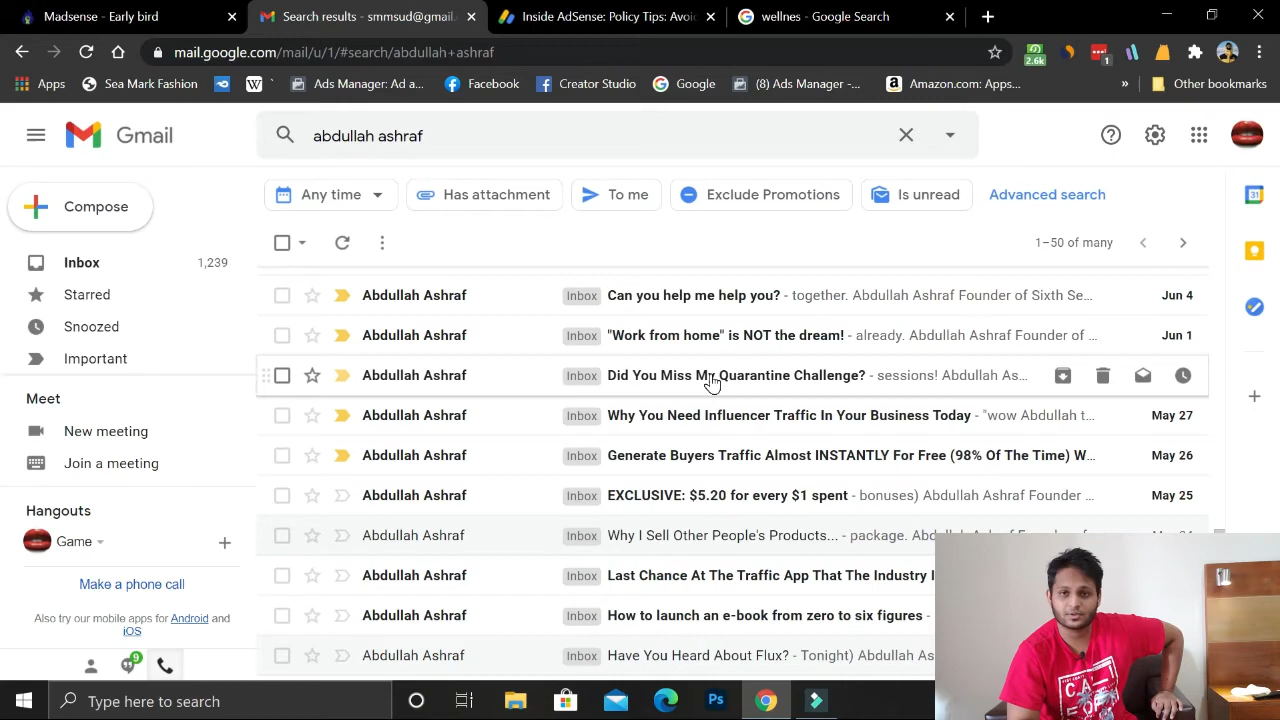 Madsense - Early bird
Search results - smmsud@gmail.
Inside AdSense: Policy Tips: Avoi
wellnes - Google Search
mail.google.com/mail/u/1/#search/abdullah+ashraf
2.6k
1
Apps
Sea Mark Fashion
Ads Manager: Ad a...
Facebook
Creator Studio
Google
(8) Ads Manager -...
Amazon.com: Apps...
»
Other bookmarks
Gmail
abdullah ashraf
Compose
Any time
Has attachment
To me
Exclude Promotions
Is unread
Advanced search
1–50 of many
Inbox 1,239
Starred
Snoozed
Important
Meet
New meeting
Join a meeting
Hangouts
Game
Make a phone call
Also try our mobile apps for Android and
iOS
9
Abdullah Ashraf Inbox Can you help me help you? - together. Abdullah Ashraf Founder of Sixth Se... Jun 4
Abdullah Ashraf Inbox "Work from home" is NOT the dream! - already. Abdullah Ashraf Founder of ... Jun 1
Abdullah Ashraf Inbox Did You Miss My Quarantine Challenge? - sessions! Abdullah As...
Abdullah Ashraf Inbox Why You Need Influencer Traffic In Your Business Today - "wow Abdullah t... May 27
Abdullah Ashraf Inbox Generate Buyers Traffic Almost INSTANTLY For Free (98% Of The Time) W... May 26
Abdullah Ashraf Inbox EXCLUSIVE: $5.20 for every $1 spent - bonuses) Abdullah Ashraf Founder ... May 25
Abdullah Ashraf Inbox Why I Sell Other People's Products... - package. Abdullah Ashraf Founder of
Abdullah Ashraf Inbox Last Chance At The Traffic App That The Industry I
Abdullah Ashraf Inbox How to launch an e-book from zero to six figures -
Abdullah Ashraf Inbox Have You Heard About Flux? - Tonight) Abdullah As
Type here to search